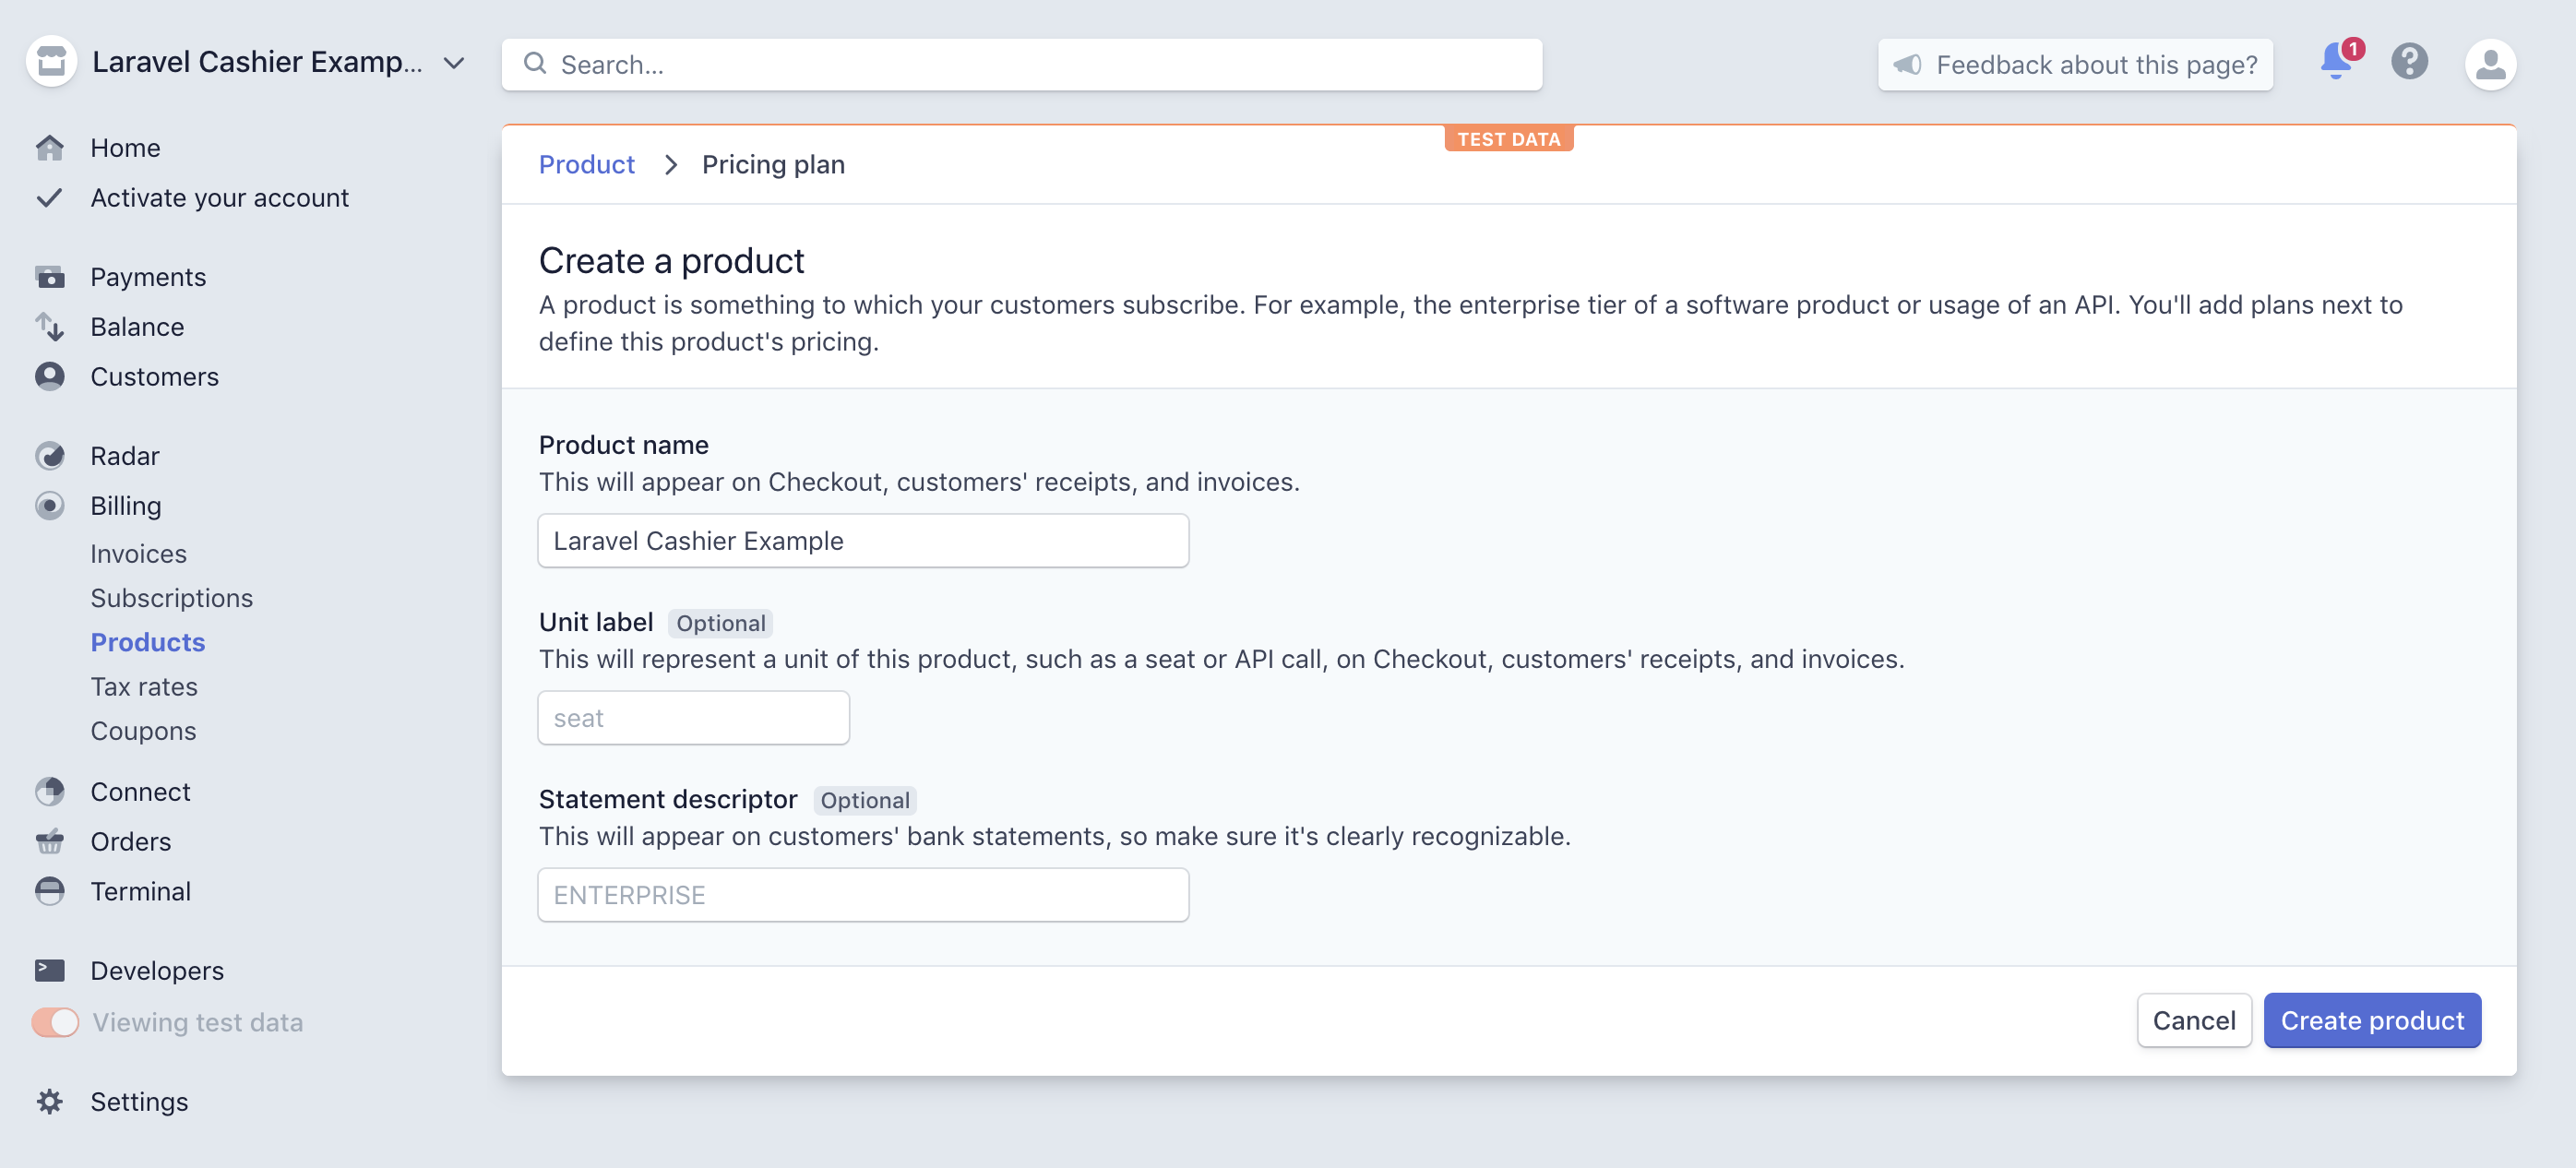 Laravel Cashier Examp...
Search...
Feedback about this page?
1
?
Home
Activate your account
Payments
Balance
Customers
Radar
Billing
Invoices
Subscriptions
Products
Tax rates
Coupons
Connect
Orders
Terminal
Developers
Viewing test data
Settings
TEST DATA
Product > Pricing plan
Create a product
A product is something to which your customers subscribe. For example, the enterprise tier of a software product or usage of an API. You'll add plans next to
define this product's pricing.
Product name
This will appear on Checkout, customers' receipts, and invoices.
Laravel Cashier Example
Unit label Optional
This will represent a unit of this product, such as a seat or API call, on Checkout, customers' receipts, and invoices.
seat
Statement descriptor Optional
This will appear on customers' bank statements, so make sure it's clearly recognizable.
ENTERPRISE
Cancel
Create product